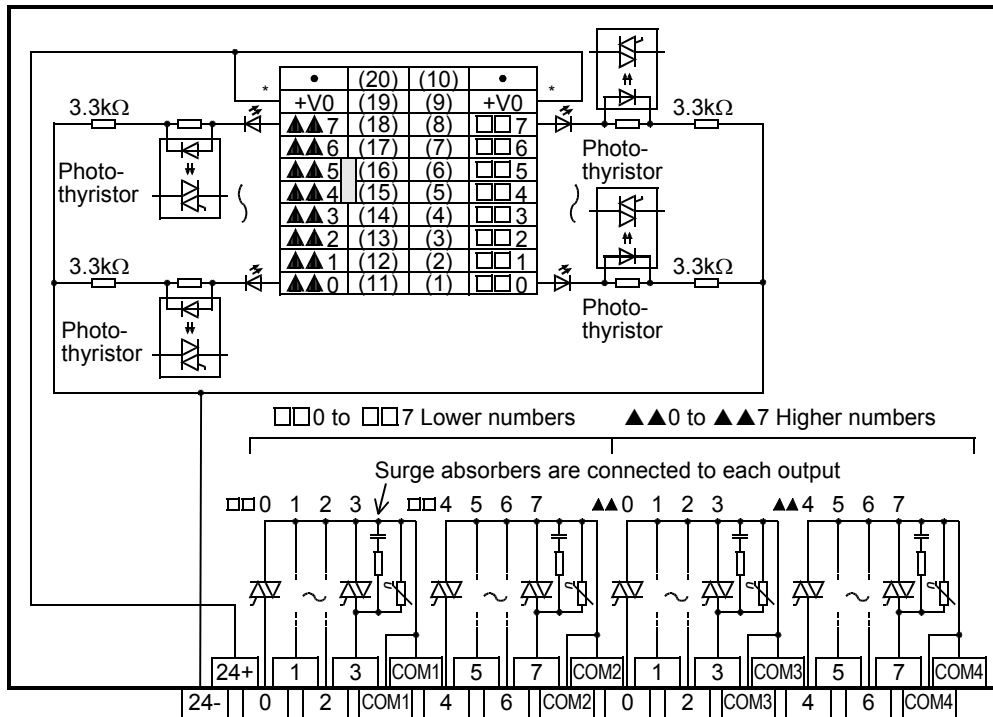 • (20) (10) •
* +V0 (19) (9) +V0 *
3.3kΩ ▲▲7 (18) (8) □□7
▲▲6 (17) (7) □□6
▲▲5 (16) (6) □□5
▲▲4 (15) (5) □□4
▲▲3 (14) (4) □□3
▲▲2 (13) (3) □□2
3.3kΩ ▲▲1 (12) (2) □□1 3.3kΩ
▲▲0 (11) (1) □□0
3.3kΩ
Photo-
thyristor
Photo-
thyristor
Photo-
thyristor
Photo-
thyristor
□□0 to □□7 Lower numbers ▲▲0 to ▲▲7 Higher numbers
Surge absorbers are connected to each output
□□0 1 2 3 □□4 5 6 7 ▲▲0 1 2 3 ▲▲4 5 6 7
24+ 1 3 COM1 5 7 COM2 1 3 COM3 5 7 COM4
24- 0 2 COM1 4 6 COM2 0 2 COM3 4 6 COM4